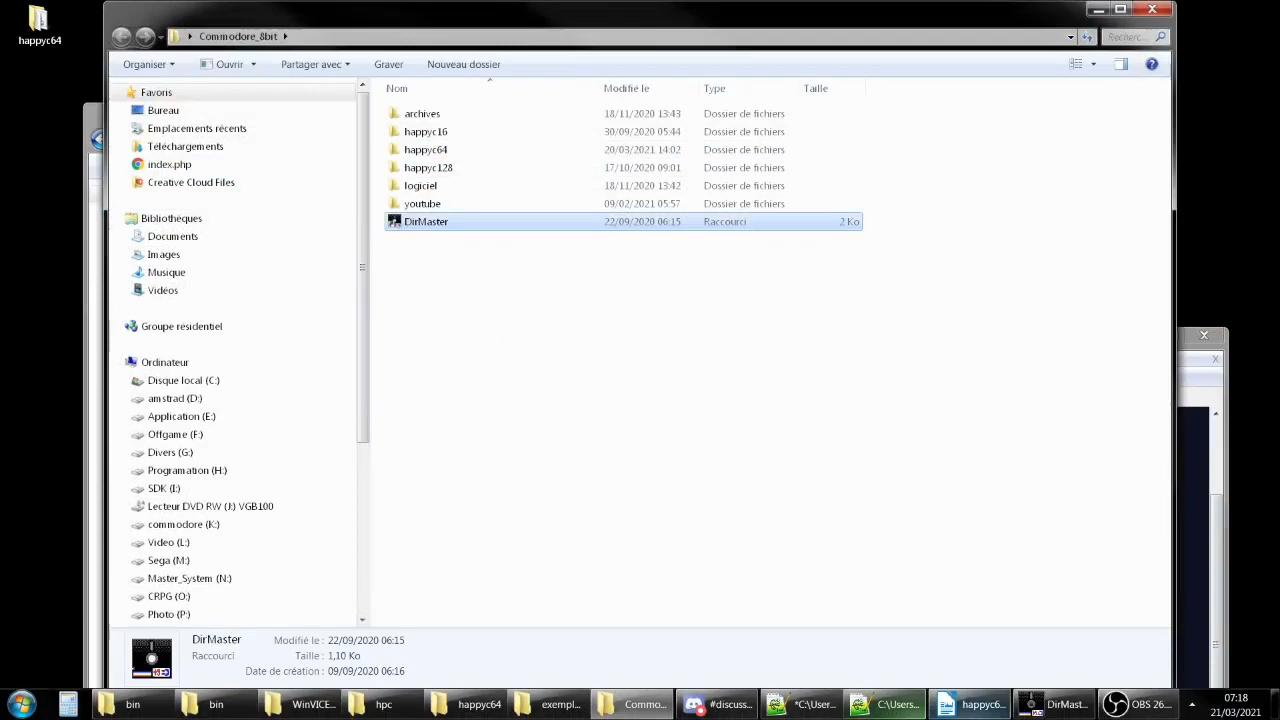 happyc64
Commodore_8bit
Recherc...
Organiser
Ouvrir
Partager avec
Graver
Nouveau dossier
Nom
Modifié le
Type
Taille
archives 18/11/2020 13:43 Dossier de fichiers
happyc16 30/09/2020 05:44 Dossier de fichiers
happyc64 20/03/2021 14:02 Dossier de fichiers
happyc128 17/10/2020 09:01 Dossier de fichiers
logiciel 18/11/2020 13:42 Dossier de fichiers
youtube 09/02/2021 05:57 Dossier de fichiers
DirMaster 22/09/2020 06:15 Raccourci 2 Ko
Favoris
Bureau
Emplacements récents
Téléchargements
index.php
Creative Cloud Files
Bibliothèques
Documents
Images
Musique
Vidéos
Groupe résidentiel
Ordinateur
Disque local (C:)
amstrad (D:)
Application (E:)
Offgame (F:)
Divers (G:)
Programation (H:)
SDK (I:)
Lecteur DVD RW (J:) VGB100
commodore (K:)
Video (L:)
Sega (M:)
Master_System (N:)
CRPG (O:)
Photo (P:)
DirMaster Modifié le : 22/09/2020 06:15
Raccourci Taille : 1,10 Ko
Date de création : 09/09/2020 06:16
bin
bin
WinVICE...
hpc
happyc64
exempl...
Commo...
#discuss...
*C:\User...
C:\Users...
happyc6...
DirMast...
OBS 26...
07:18
21/03/2021